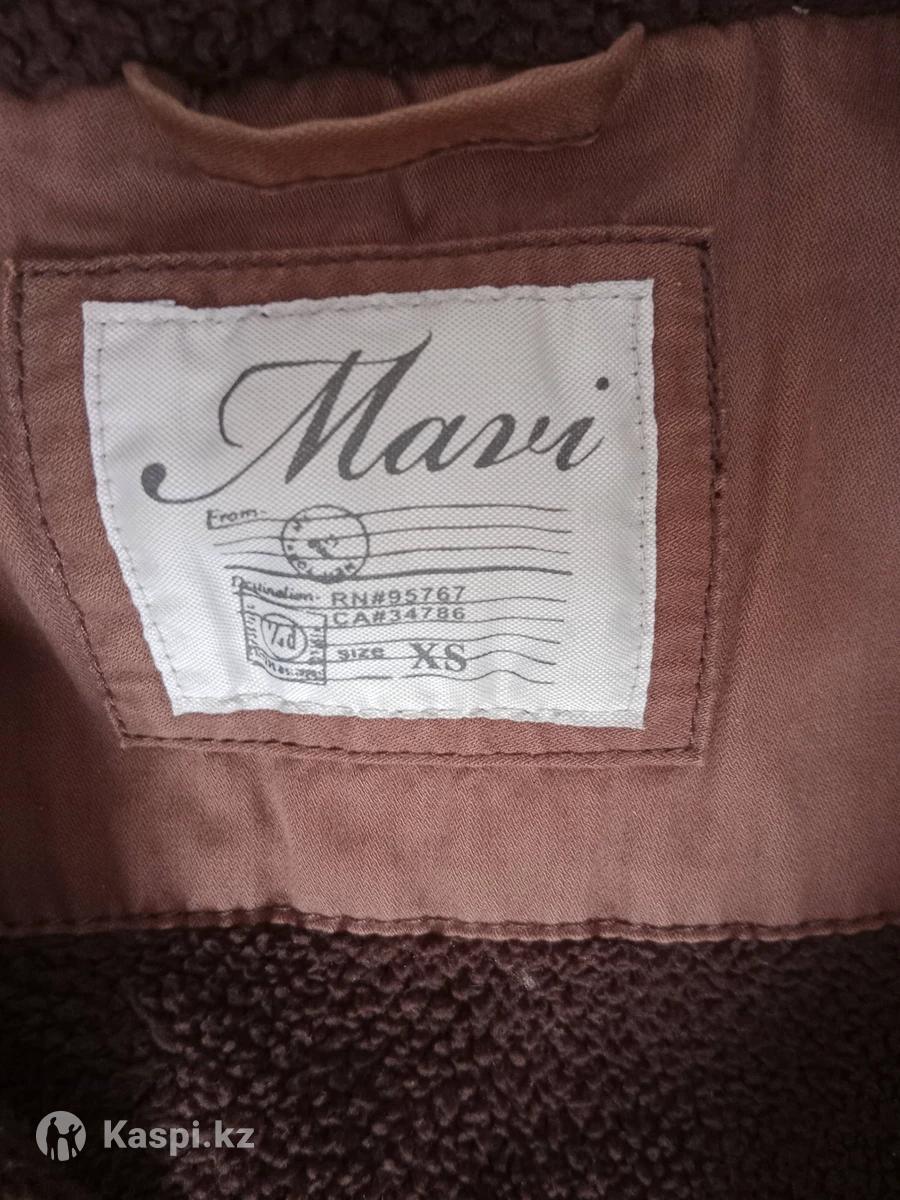 Mavi
From.
Destination.
RN#95767
CA#34786
size XS
Kaspi.kz